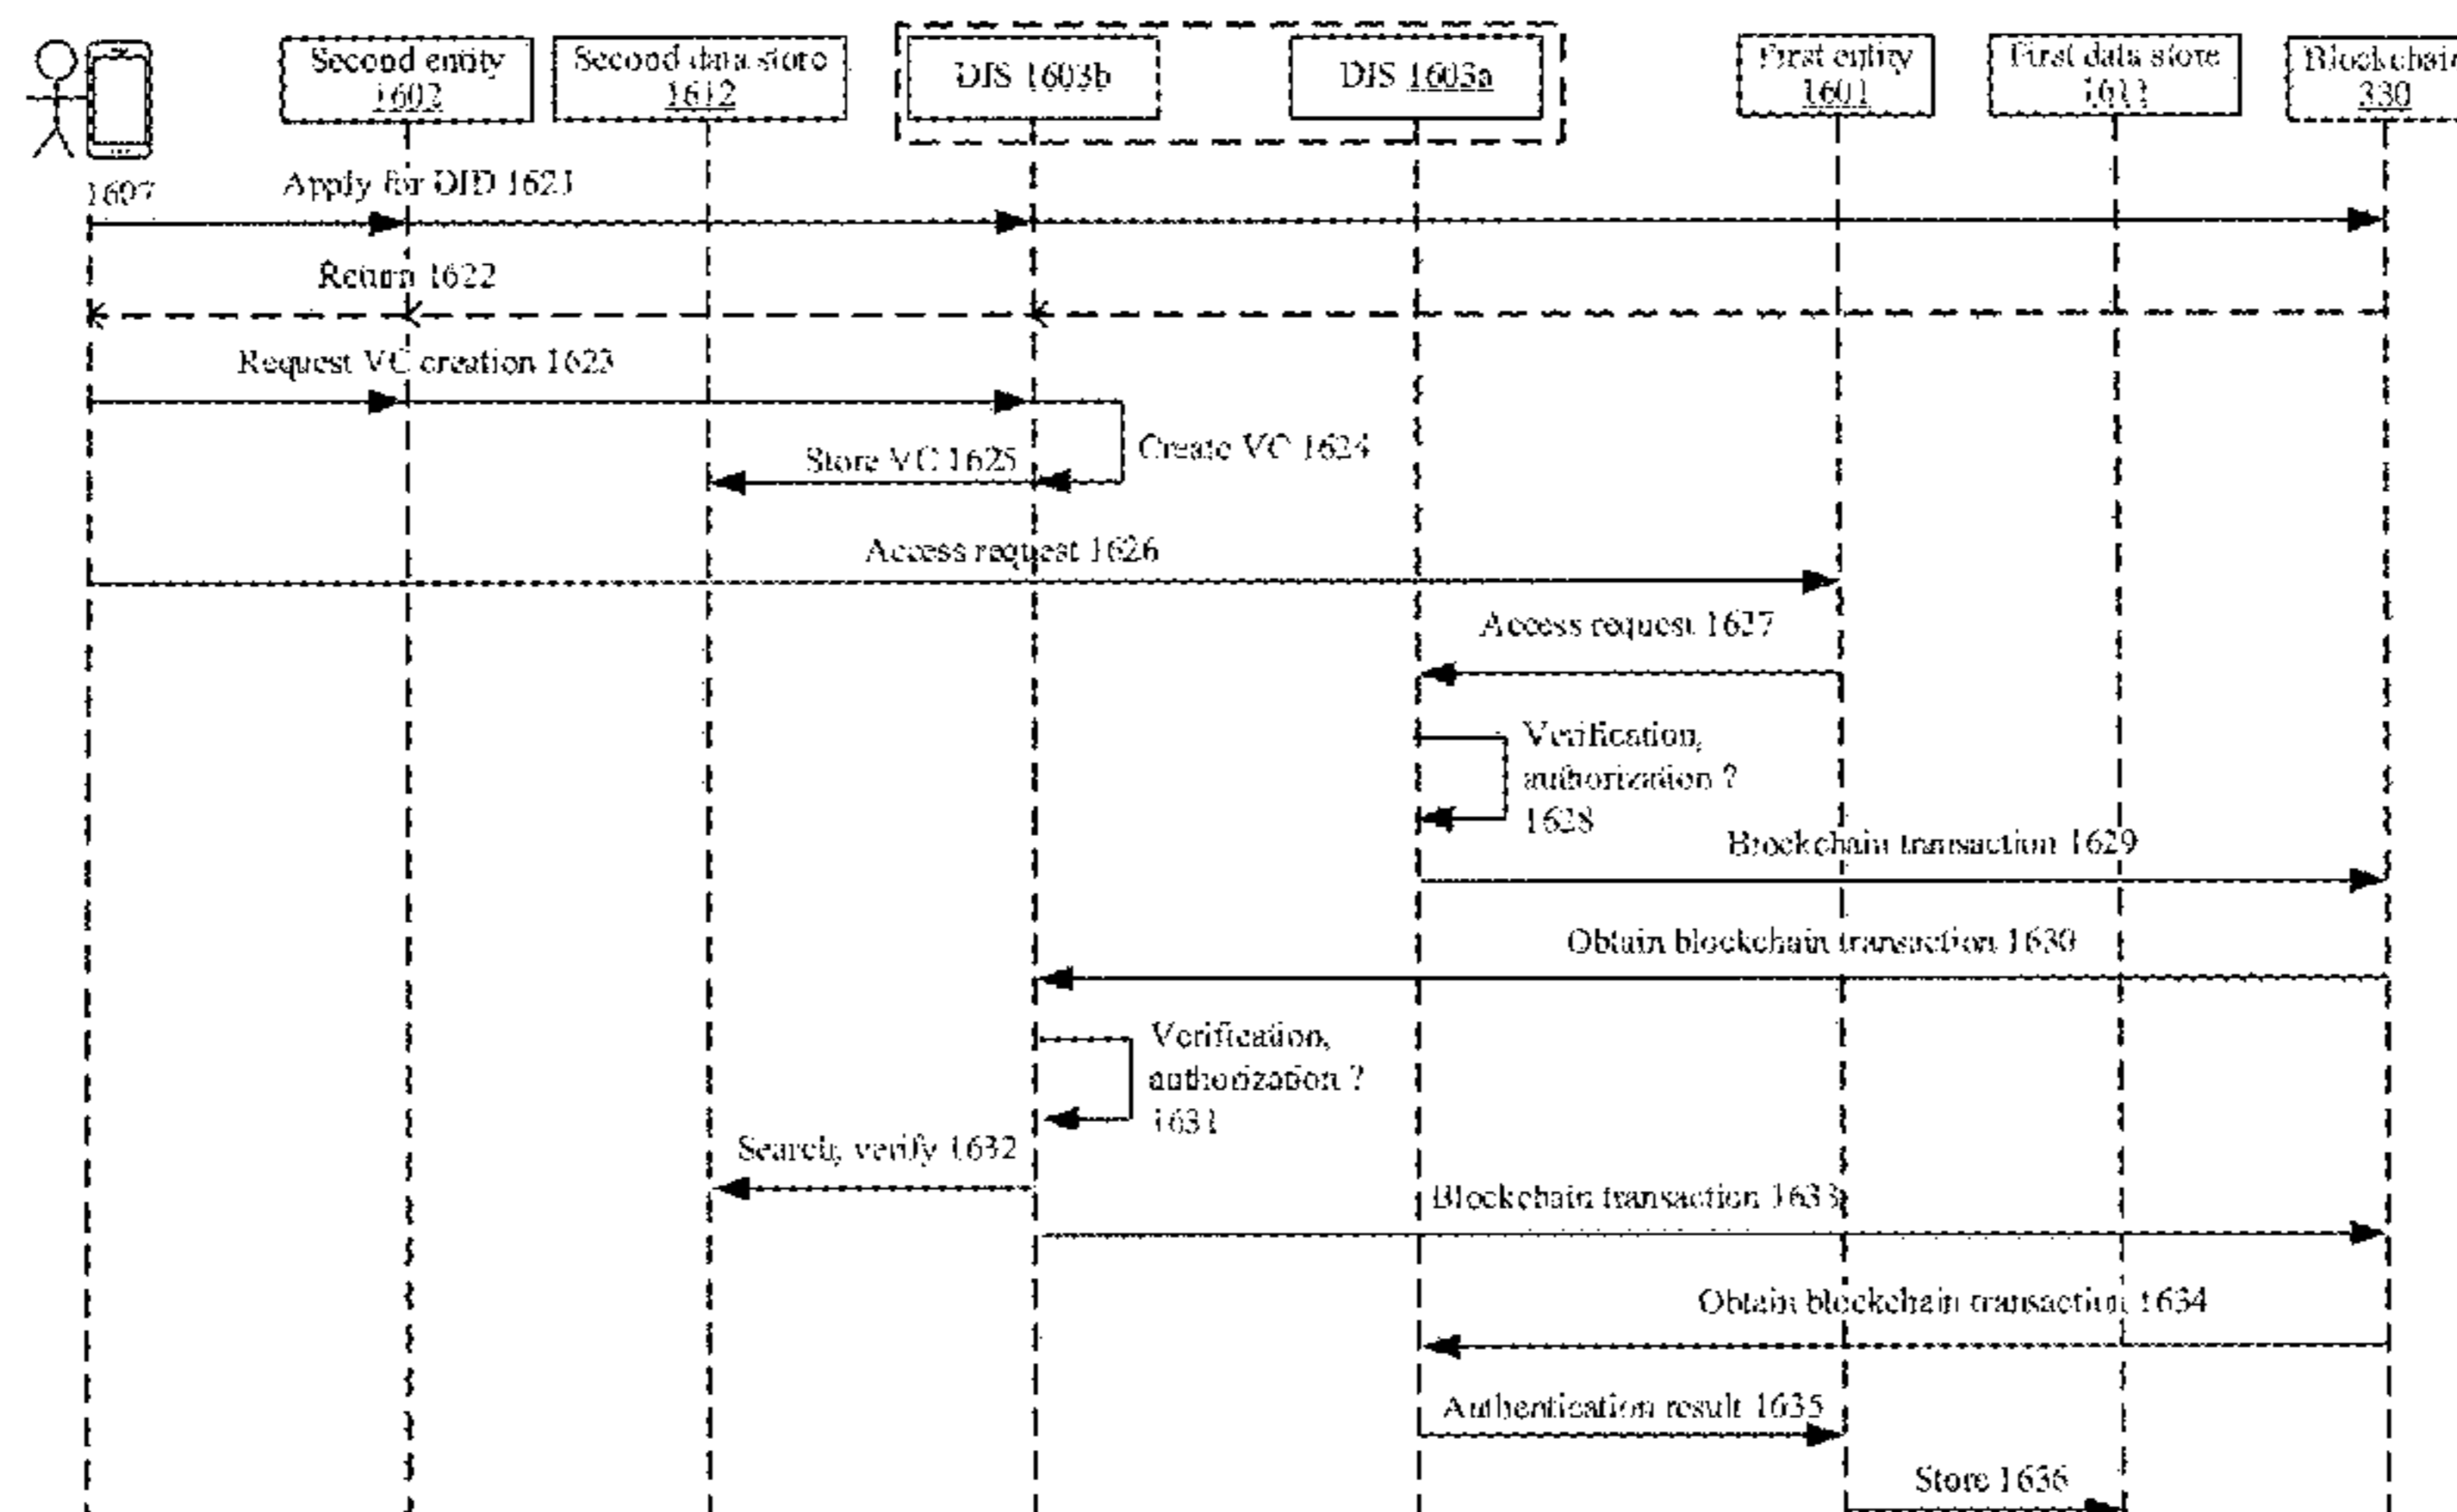 Second entity
1602
Second data store
1612
DIS 1603b
DIS 1603a
First entity
1601
First data store
1611
Blockchain
330
1607
Apply for DID 1621
Return 1622
Request VC creation 1623
Create VC 1624
Store VC 1625
Access request 1626
Access request 1627
Verification,
authorization ?
1628
Blockchain transaction 1629
Obtain blockchain transaction 1630
Verification,
authorization ?
1631
Search, verify 1632
Blockchain transaction 1633
Obtain blockchain transaction 1634
Authentication result 1635
Store 1636